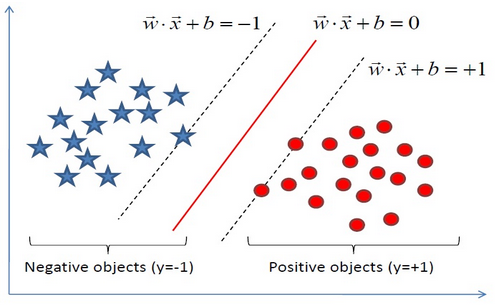 w⃗ · x⃗ + b = −1
w⃗ · x⃗ + b = 0
w⃗ · x⃗ + b = +1
Negative objects (y=-1)
Positive objects (y=+1)